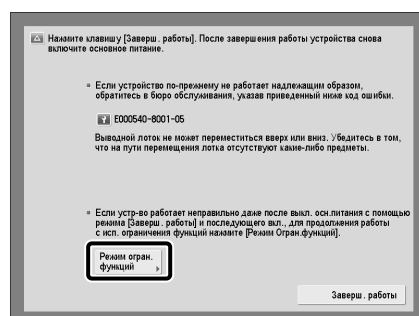 Нажмите клавишу [Заверш. работы]. После завершения работы устройства снова
включите основное питание.
Если устройство по-прежнему не работает надлежащим образом,
обратитесь в бюро обслуживания, указав приведенный ниже код ошибки.
E000540-8001-05
Выводной лоток не может переместиться вверх или вниз. Убедитесь в том,
что на пути перемещения лотка отсутствуют какие-либо предметы.
Если устр-во работает неправильно даже после выкл. осн.питания с помощью
режима [Заверш. работы] и последующего вкл., для продолжения работы
с исп. ограничения функций нажмите [Режим Огран.функций].
Режим огран.
функций
Заверш. работы